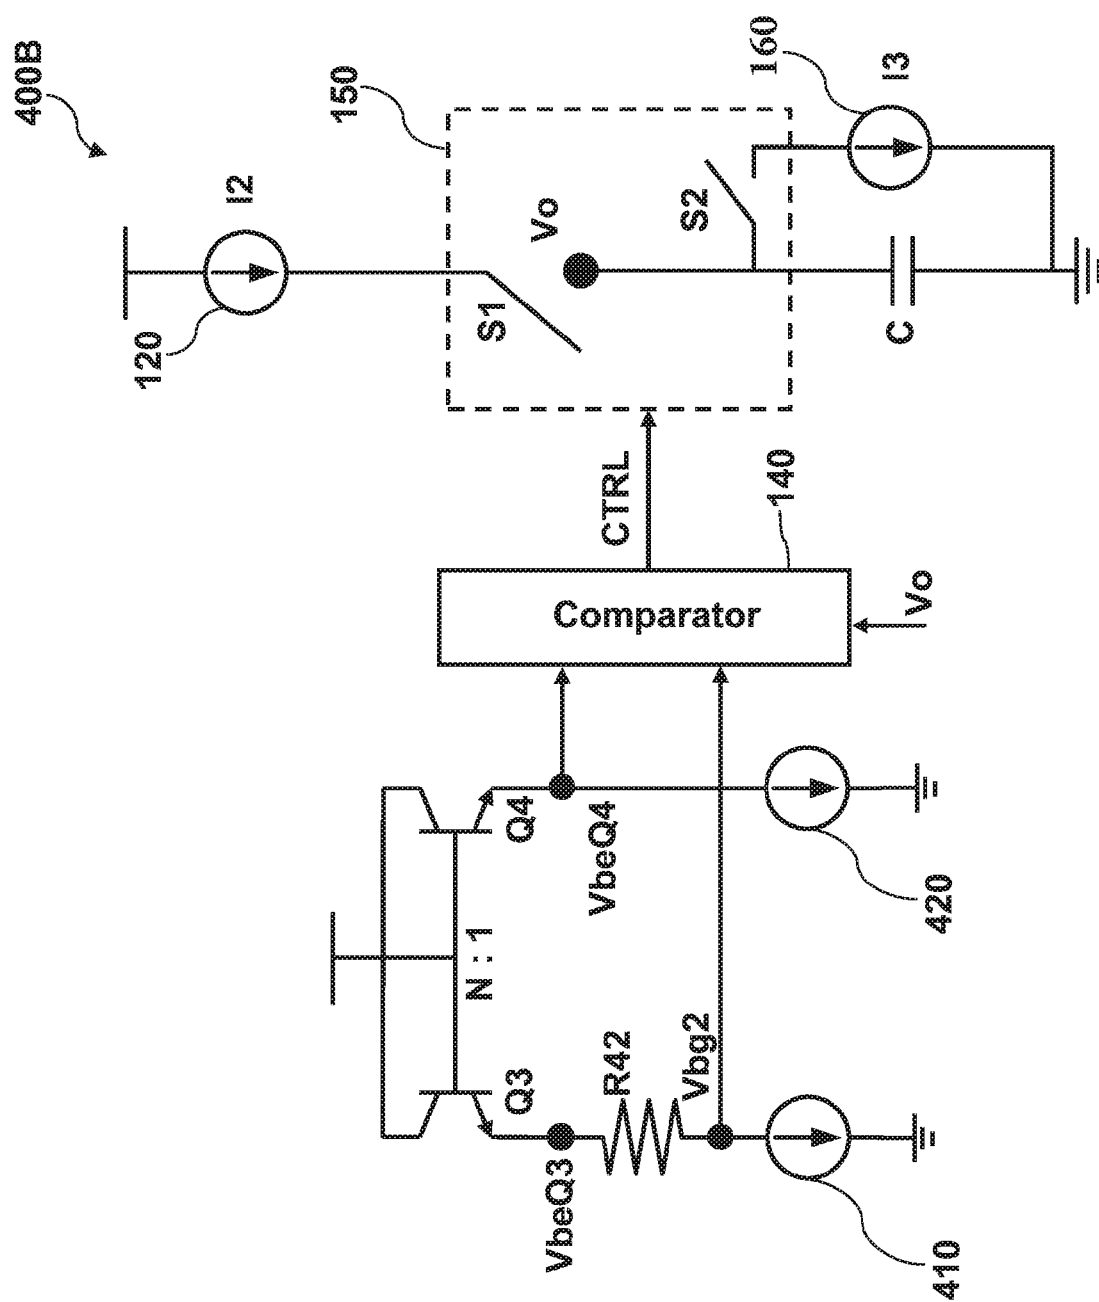 400B
120
I2
150
S1
Vo
S2
160
I3
C
CTRL
140
Comparator
Vo
N : 1
Q3
Q4
VbeQ3
VbeQ4
R42
Vbg2
410
420